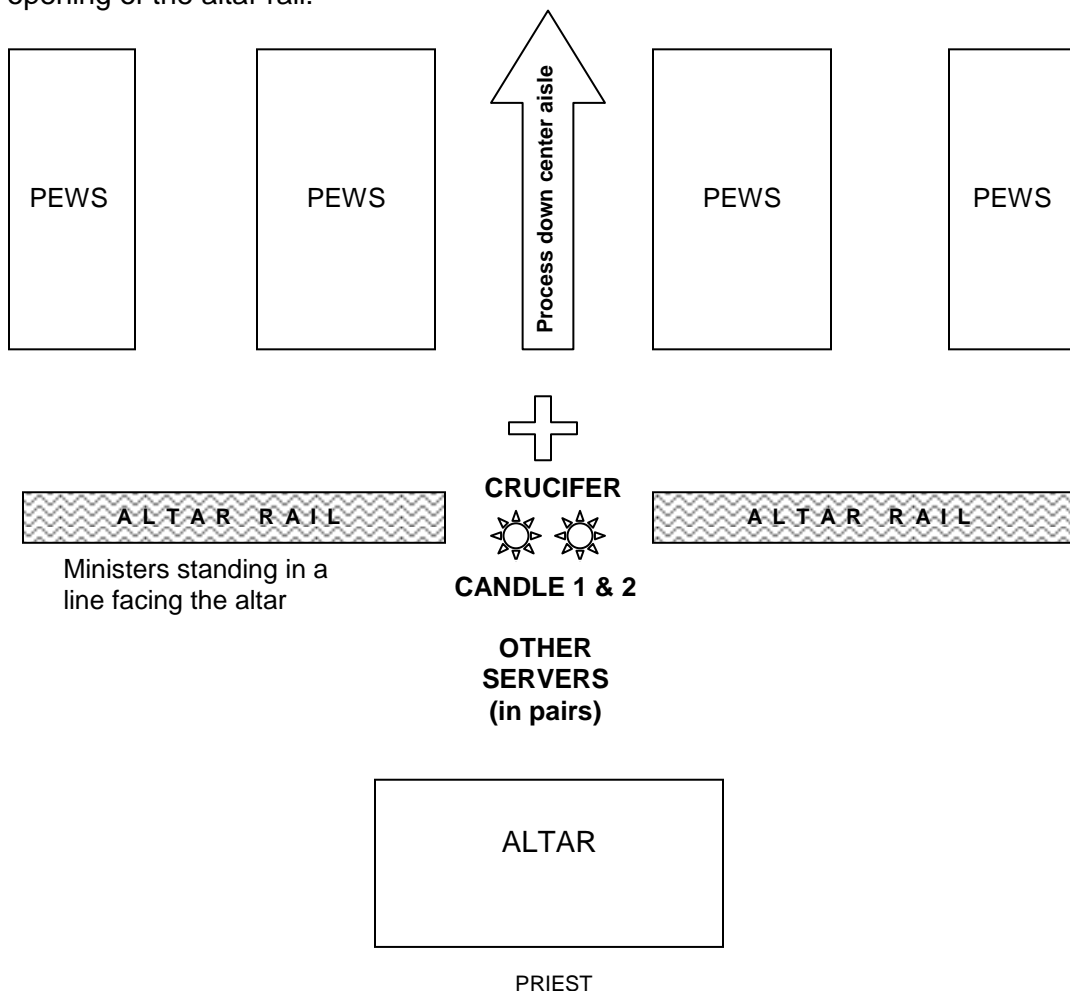 opening of the altar rail.
Process down center aisle
PEWS
PEWS
PEWS
PEWS
CRUCIFER
ALTAR RAIL
ALTAR RAIL
Ministers standing in a
line facing the altar
CANDLE 1 & 2
OTHER
SERVERS
(in pairs)
ALTAR
PRIEST